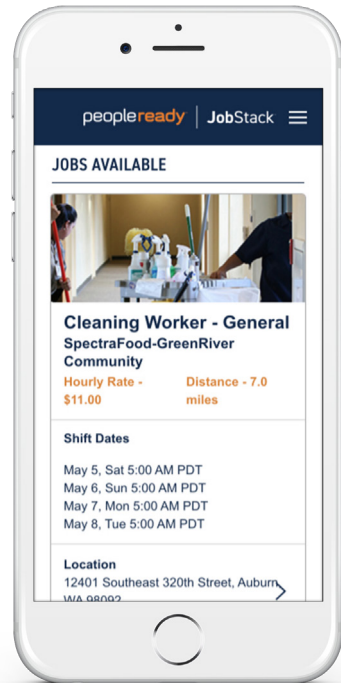 peopleready | JobStack
JOBS AVAILABLE
Cleaning Worker - General
SpectraFood-GreenRiver
Community
Hourly Rate -
$11.00
Distance - 7.0
miles
Shift Dates
May 5, Sat 5:00 AM PDT
May 6, Sun 5:00 AM PDT
May 7, Mon 5:00 AM PDT
May 8, Tue 5:00 AM PDT
Location
12401 Southeast 320th Street, Auburn,
WA 98092